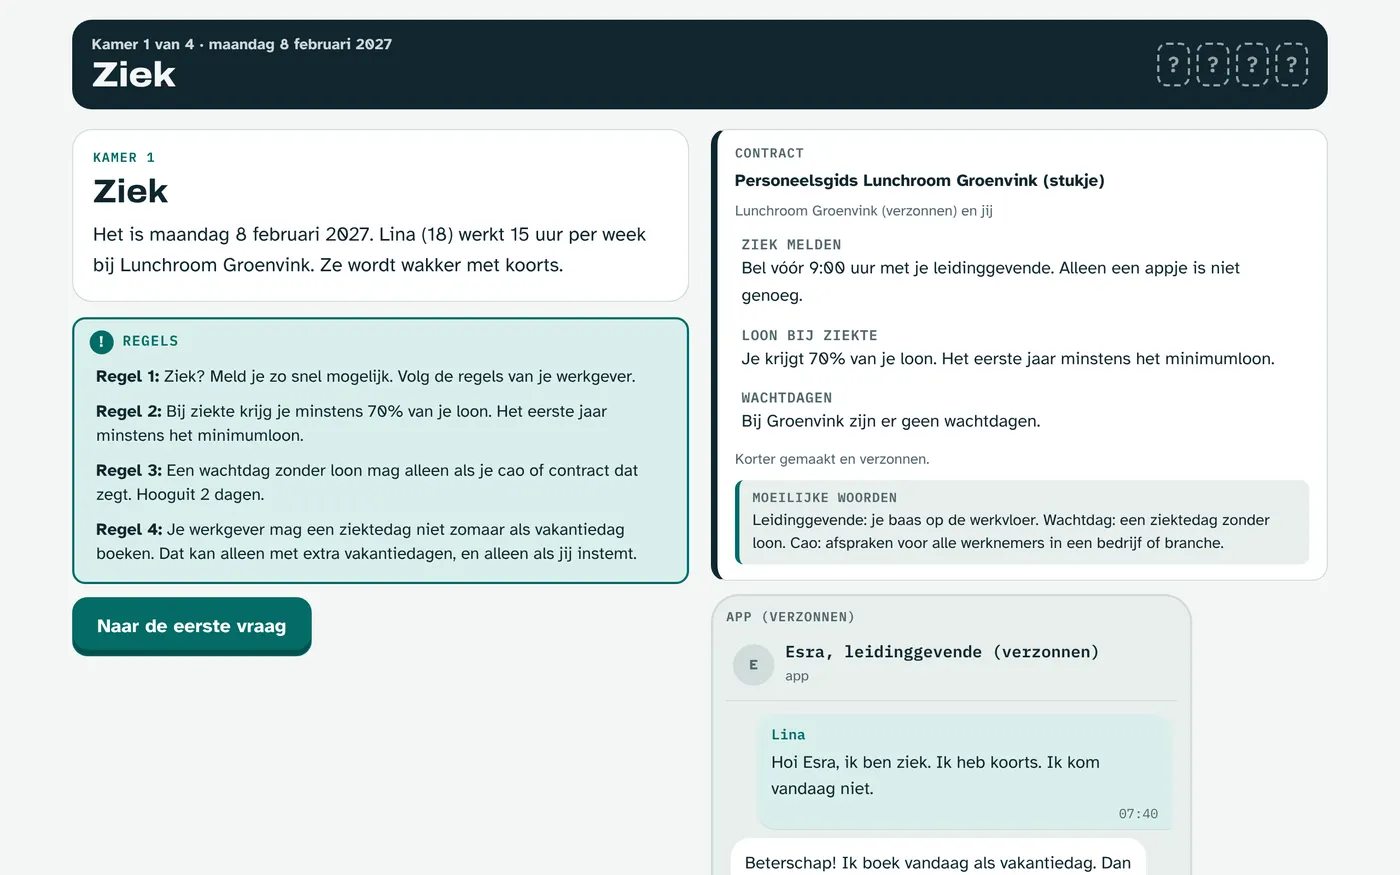 Kamer 1 van 4 · maandag 8 februari 2027
Ziek
? ? ? ?
KAMER 1
Ziek
Het is maandag 8 februari 2027. Lina (18) werkt 15 uur per week
bij Lunchroom Groenvink. Ze wordt wakker met koorts.
! REGELS
Regel 1: Ziek? Meld je zo snel mogelijk. Volg de regels van je werkgever.
Regel 2: Bij ziekte krijg je minstens 70% van je loon. Het eerste jaar
minstens het minimumloon.
Regel 3: Een wachtdag zonder loon mag alleen als je cao of contract dat
zegt. Hooguit 2 dagen.
Regel 4: Je werkgever mag een ziektedag niet zomaar als vakantiedag
boeken. Dat kan alleen met extra vakantiedagen, en alleen als jij instemt.
Naar de eerste vraag
CONTRACT
Personeelsgids Lunchroom Groenvink (stukje)
Lunchroom Groenvink (verzonnen) en jij
ZIEK MELDEN
Bel vóór 9:00 uur met je leidinggevende. Alleen een appje is niet
genoeg.
LOON BIJ ZIEKTE
Je krijgt 70% van je loon. Het eerste jaar minstens het minimumloon.
WACHTDAGEN
Bij Groenvink zijn er geen wachtdagen.
Korter gemaakt en verzonnen.
MOEILIJKE WOORDEN
Leidinggevende: je baas op de werkvloer. Wachtdag: een ziektedag zonder
loon. Cao: afspraken voor alle werknemers in een bedrijf of branche.
APP (VERZONNEN)
E
Esra, leidinggevende (verzonnen)
app
Lina
Hoi Esra, ik ben ziek. Ik heb koorts. Ik kom
vandaag niet.
07:40
Beterschap! Ik boek vandaag als vakantiedag. Dan